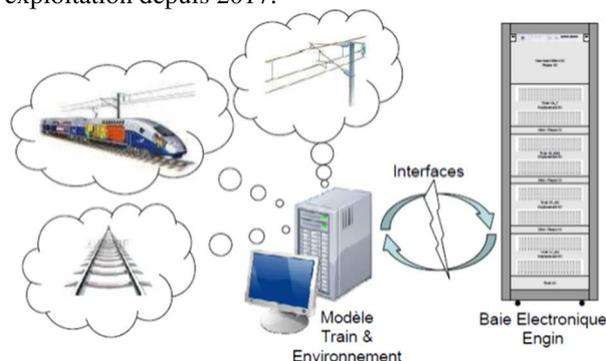 exploitation depuis 2017.
Interfaces
Modèle
Train &
Environnement
Baie Electronique
Engin